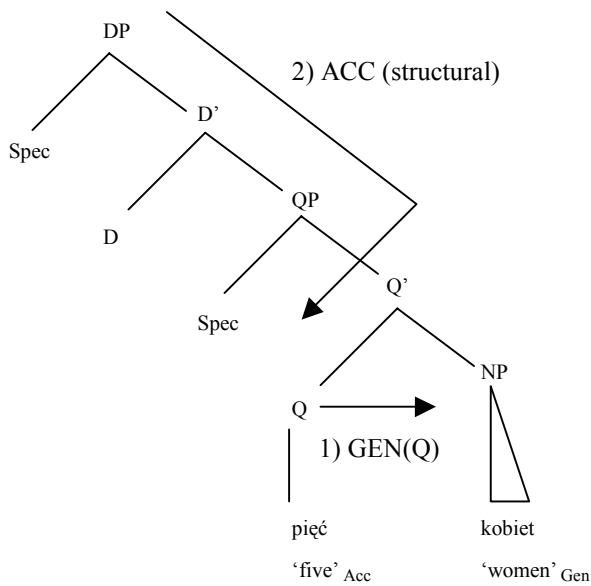 DP
2) ACC (structural)
D’
Spec
QP
D
Q’
Spec
NP
Q
1) GEN(Q)
pięć kobiet
‘five’ Acc ‘women’ Gen